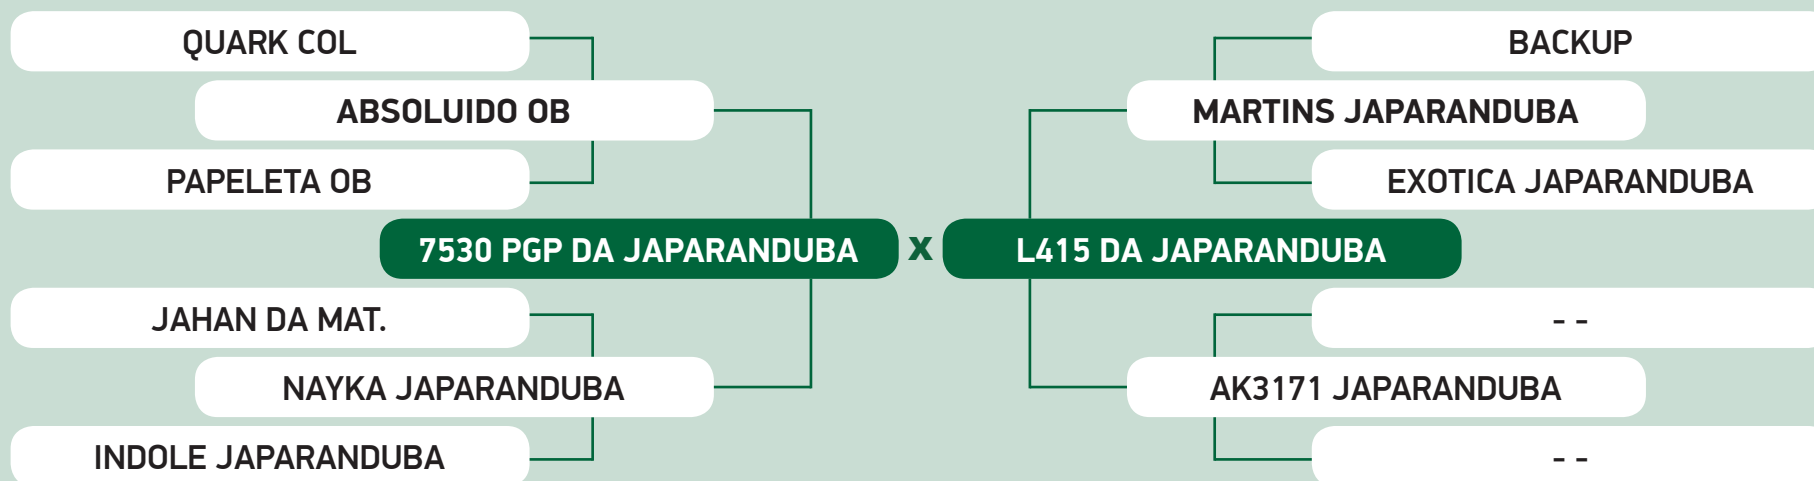 QUARK COL
BACKUP
ABSOLUIDO OB
MARTINS JAPARANDUBA
PAPELETA OB
EXOTICA JAPARANDUBA
7530 PGP DA JAPARANDUBA x L415 DA JAPARANDUBA
JAHAN DA MAT.
- -
NAYKA JAPARANDUBA
AK3171 JAPARANDUBA
INDOLE JAPARANDUBA
- -